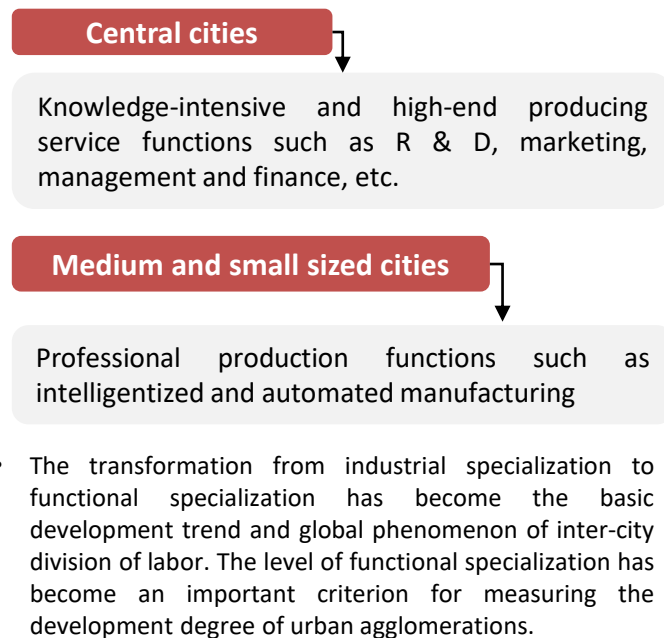 Central cities
Knowledge-intensive and high-end producing
service functions such as R & D, marketing,
management and finance, etc.
Medium and small sized cities
Professional production functions such as
intelligentized and automated manufacturing
• The transformation from industrial specialization to
functional specialization has become the basic
development trend and global phenomenon of inter-city
division of labor. The level of functional specialization has
become an important criterion for measuring the
development degree of urban agglomerations.